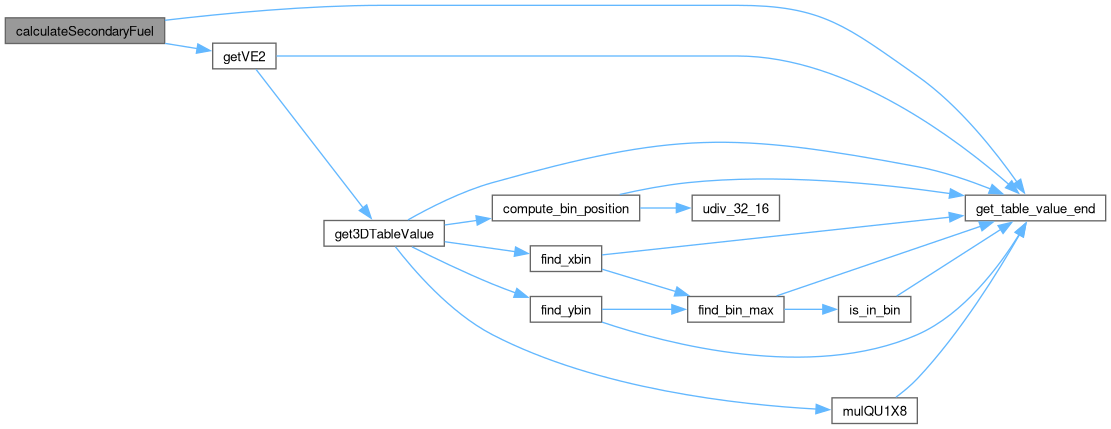 calculateSecondaryFuel
getVE2
get3DTableValue
compute_bin_position
udiv_32_16
get_table_value_end
find_xbin
find_ybin
find_bin_max
is_in_bin
mulQU1X8